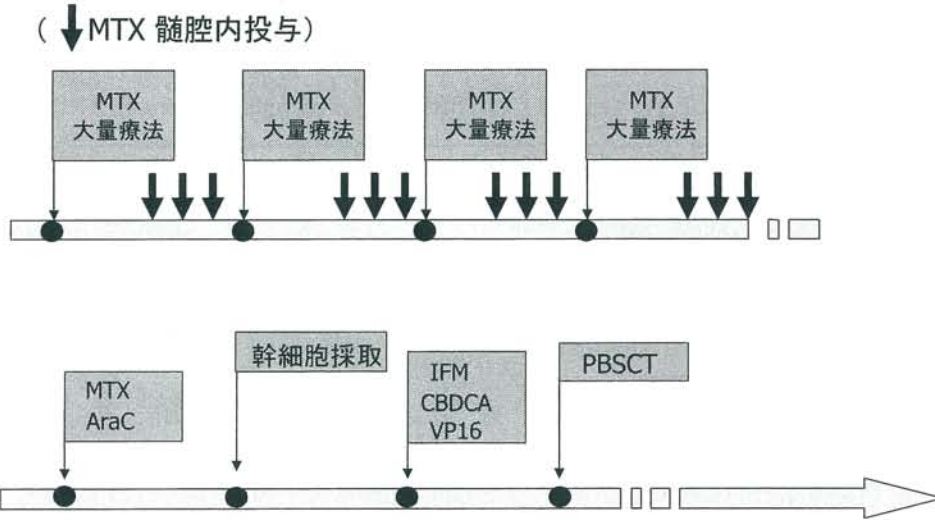 ( MTX 髄腔内投与)
MTX
大量療法
MTX
大量療法
MTX
大量療法
MTX
大量療法
MTX
AraC
幹細胞採取
IFM
CBDCA
VP16
PBSCT